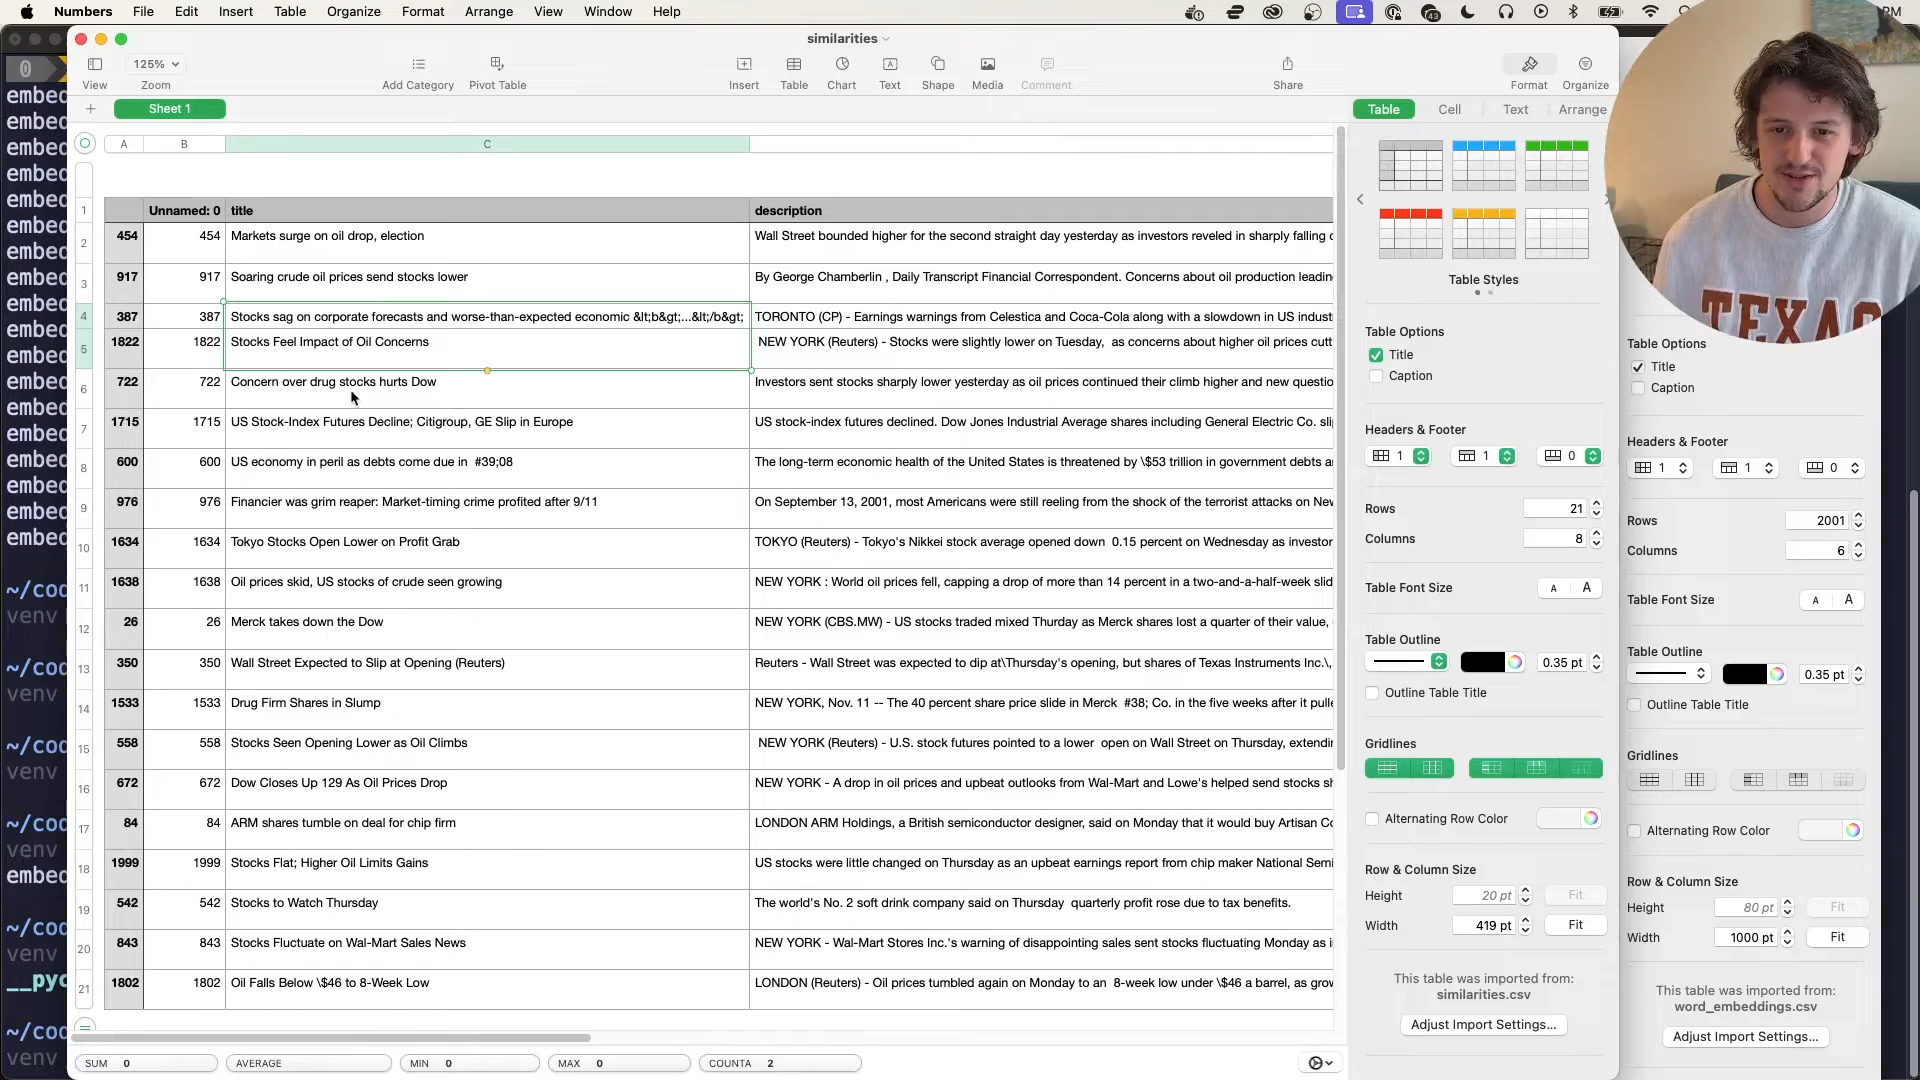 Numbers File Edit Insert Table Organize Format Arrange View Window Help
43 PM
similarities
125%
View Zoom Add Category Pivot Table Insert Table Chart Text Shape Media Comment Share Format Organize
Sheet 1
Table Cell Text Arrange
A B C
1 Unnamed: 0 title description
2 454 454 Markets surge on oil drop, election Wall Street bounded higher for the second straight day yesterday as investors reveled in sharply falling
3 917 917 Soaring crude oil prices send stocks lower By George Chamberlin , Daily Transcript Financial Correspondent. Concerns about oil production
4 387 387 Stocks sag on corporate forecasts and worse-than-expected economic &lt;b&gt;...&lt;/b&gt; TORONTO (CP) - Earnings warnings from Celestica and Coca-Cola along with a slowdown in US
5 1822 1822 Stocks Feel Impact of Oil Concerns NEW YORK (Reuters) - Stocks were slightly lower on Tuesday, as concerns about higher oil prices
6 722 722 Concern over drug stocks hurts Dow Investors sent stocks sharply lower yesterday as oil prices continued their climb higher and new
7 1715 1715 US Stock-Index Futures Decline; Citigroup, GE Slip in Europe US stock-index futures declined. Dow Jones Industrial Average shares including General Electric Co.
8 600 600 US economy in peril as debts come due in #39;08 The long-term economic health of the United States is threatened by \$53 trillion in government debts
9 976 976 Financier was grim reaper: Market-timing crime profited after 9/11 On September 13, 2001, most Americans were still reeling from the shock of the terrorist attacks on
10 1634 1634 Tokyo Stocks Open Lower on Profit Grab TOKYO (Reuters) - Tokyo's Nikkei stock average opened down 0.15 percent on Wednesday as
11 1638 1638 Oil prices skid, US stocks of crude seen growing NEW YORK : World oil prices fell, capping a drop of more than 14 percent in a two-and-a-half-week
12 26 26 Merck takes down the Dow NEW YORK (CBS.MW) - US stocks traded mixed Thurday as Merck shares lost a quarter of their value,
13 350 350 Wall Street Expected to Slip at Opening (Reuters) Reuters - Wall Street was expected to dip at\Thursday's opening, but shares of Texas Instruments Inc.\,
14 1533 1533 Drug Firm Shares in Slump NEW YORK, Nov. 11 -- The 40 percent share price slide in Merck #38; Co. in the five weeks after it
15 558 558 Stocks Seen Opening Lower as Oil Climbs NEW YORK (Reuters) - U.S. stock futures pointed to a lower open on Wall Street on Thursday,
16 672 672 Dow Closes Up 129 As Oil Prices Drop NEW YORK - A drop in oil prices and upbeat outlooks from Wal-Mart and Lowe's helped send stocks
17 84 84 ARM shares tumble on deal for chip firm LONDON ARM Holdings, a British semiconductor designer, said on Monday that it would buy Artisan
18 1999 1999 Stocks Flat; Higher Oil Limits Gains US stocks were little changed on Thursday as an upbeat earnings report from chip maker National
19 542 542 Stocks to Watch Thursday The world's No. 2 soft drink company said on Thursday quarterly profit rose due to tax benefits.
20 843 843 Stocks Fluctuate on Wal-Mart Sales News NEW YORK - Wal-Mart Stores Inc.'s warning of disappointing sales sent stocks fluctuating Monday as
21 1802 1802 Oil Falls Below \$46 to 8-Week Low LONDON (Reuters) - Oil prices tumbled again on Monday to an 8-week low under \$46 a barrel, as
SUM 0 AVERAGE MIN 0 MAX 0 COUNTA 2
Table Styles
Table Options
Title
Caption
Headers & Footer
1 1 0
Rows 21
Columns 8
Table Font Size A A
Table Outline
0.35 pt
Outline Table Title
Gridlines
Alternating Row Color
Row & Column Size
Height 20 pt Fit
Width 419 pt Fit
This table was imported from:
similarities.csv
Adjust Import Settings...
Table Options
Title
Caption
Headers & Footer
1 1 0
Rows 2001
Columns 6
Table Font Size A A
Table Outline
0.35 pt
Outline Table Title
Gridlines
Alternating Row Color
Row & Column Size
Height 80 pt Fit
Width 1000 pt Fit
This table was imported from:
word_embeddings.csv
Adjust Import Settings...
TEXAS
0
venv
venv
venv
venv
venv
venv